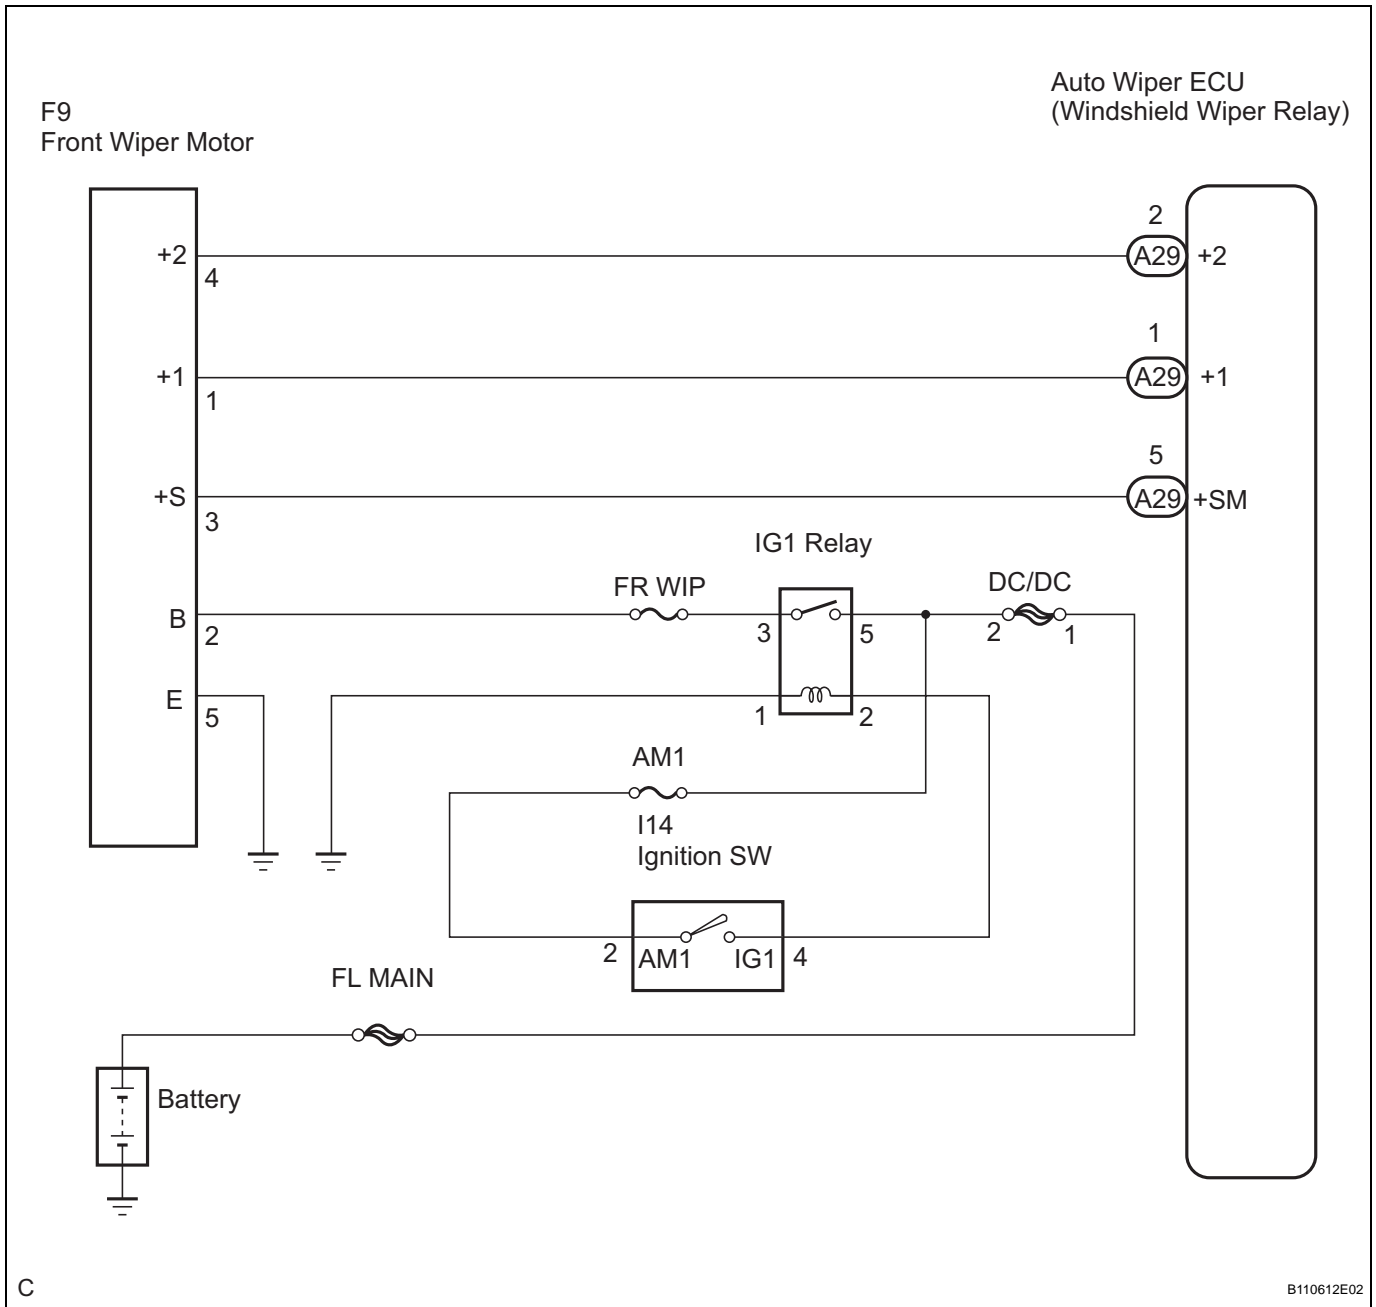 Auto Wiper ECU
(Windshield Wiper Relay)
F9
Front Wiper Motor
2
+2
4
A29
+2
1
+1
1
A29
+1
5
+S
3
A29
+SM
IG1 Relay
FR WIP
DC/DC
B
2
3
5
2
1
E
5
1
2
AM1
I14
Ignition SW
2
AM1
IG1
4
FL MAIN
Battery
C
B110612E02